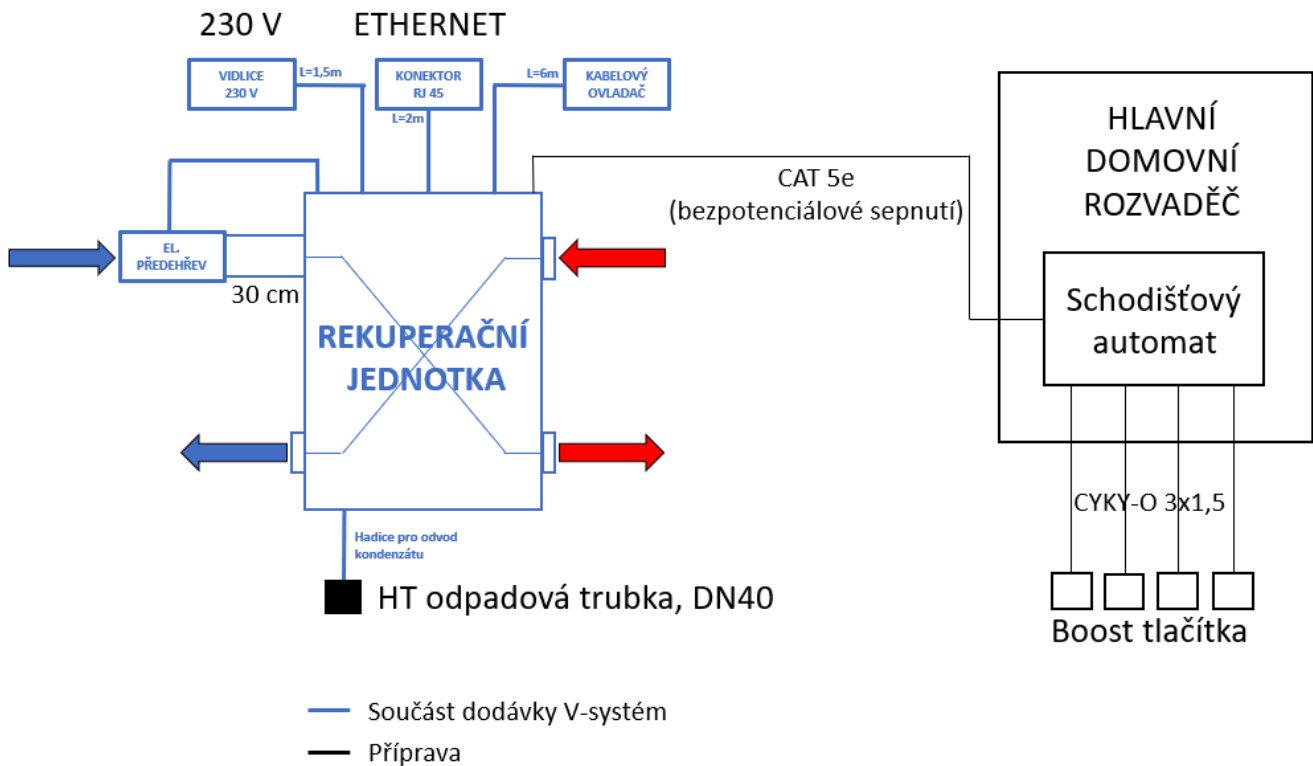 230 V
ETHERNET
VIDLICE
230 V
L=1,5m
KONEKTOR
RJ 45
L=2m
L=6m
KABELOVÝ
OVLADAČ
HLAVNÍ
DOMOVNÍ
ROZVADĚČ
CAT 5e
(bezpotenciálové sepnutí)
EL.
PŘEDEHŘEV
30 cm
REKUPERAČNÍ
JEDNOTKA
Schodišťový
automat
CYKY-O 3x1,5
Hadice pro odvod
kondenzátu
HT odpadová trubka, DN40
Boost tlačítka
Součást dodávky V-systém
Příprava